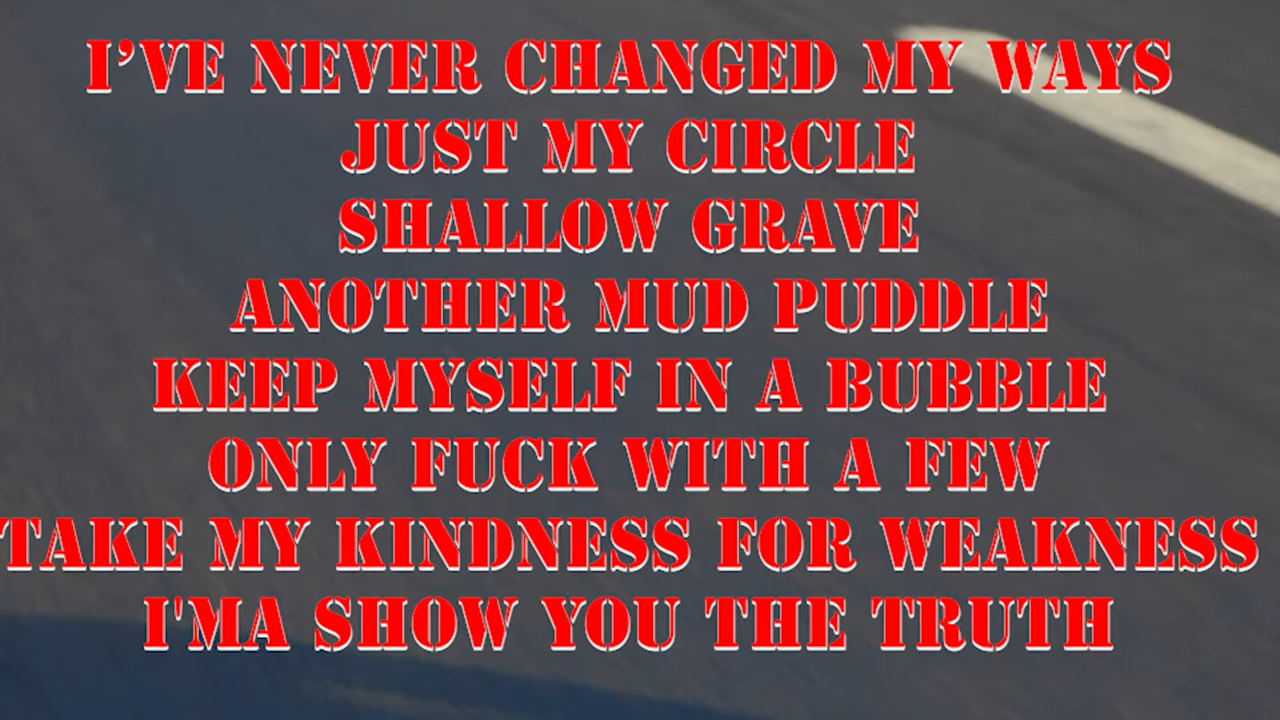 I’VE NEVER CHANGED MY WAYS
JUST MY CIRCLE
SHALLOW GRAVE
ANOTHER MUD PUDDLE
KEEP MYSELF IN A BUBBLE
ONLY FUCK WITH A FEW
TAKE MY KINDNESS FOR WEAKNESS
I'MA SHOW YOU THE TRUTH